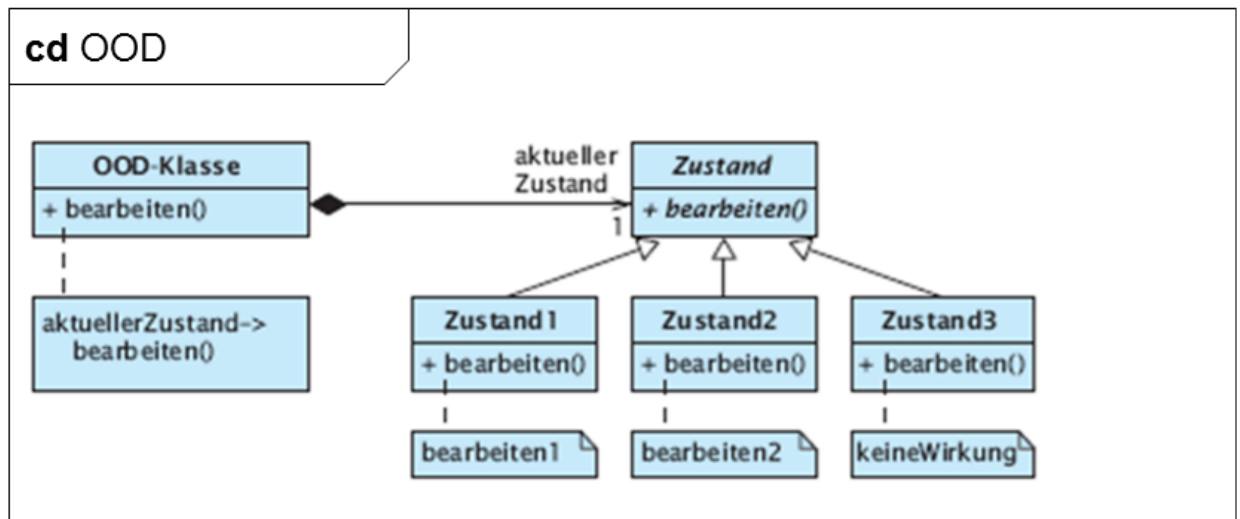 cd OOD
OOD-Klasse
+ bearbeiten()
aktuellerZustand->
bearbeiten()
aktueller
Zustand
1
Zustand
+ bearbeiten()
Zustand1
+ bearbeiten()
bearbeiten1
Zustand2
+ bearbeiten()
bearbeiten2
Zustand3
+ bearbeiten()
keineWirkung